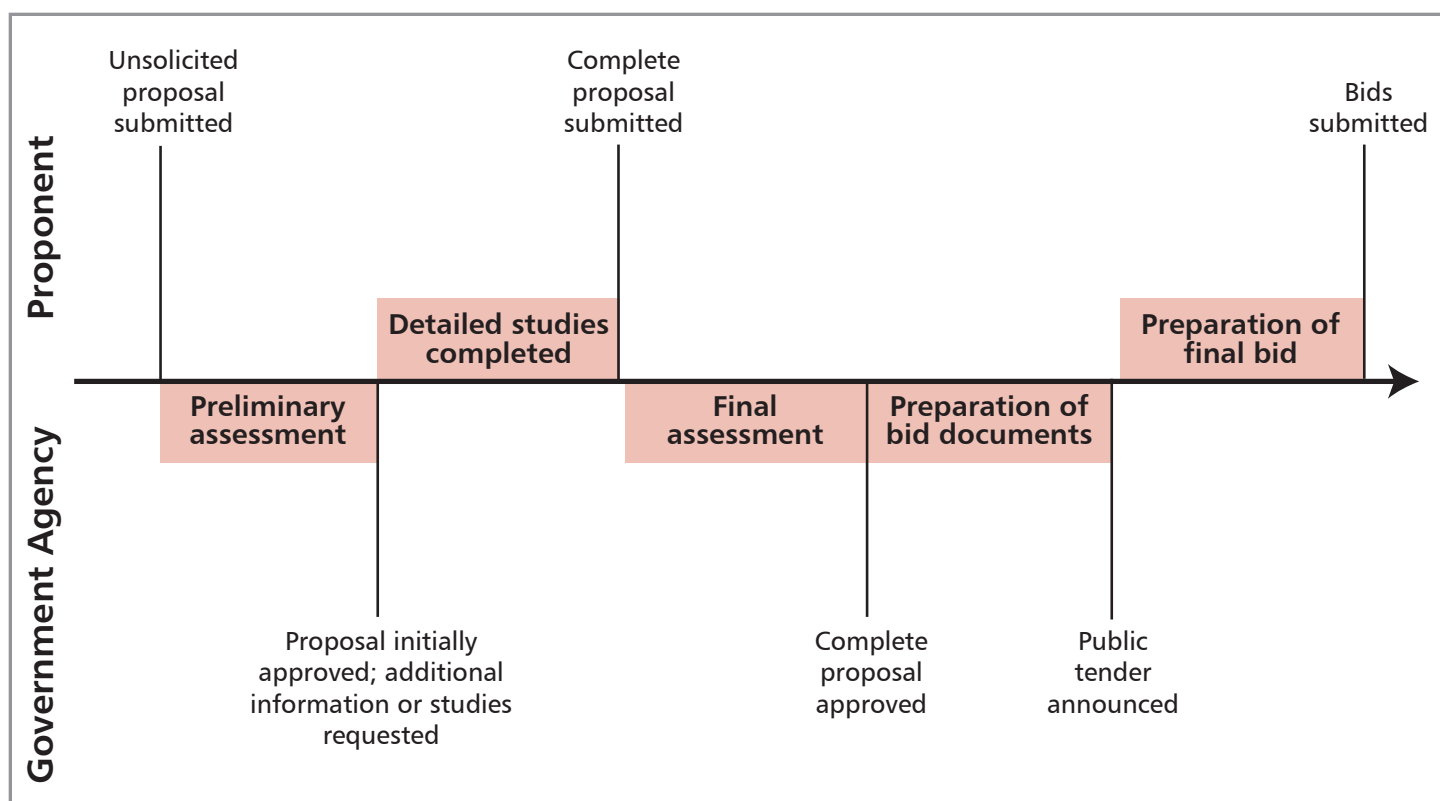 Unsolicited
proposal
submitted
Complete
proposal
submitted
Bids
submitted
Proponent
Detailed studies
completed
Preparation of
final bid
Preliminary
assessment
Final
assessment
Preparation of
bid documents
Government Agency
Proposal initially
approved; additional
information or studies
requested
Complete
proposal
approved
Public
tender
announced